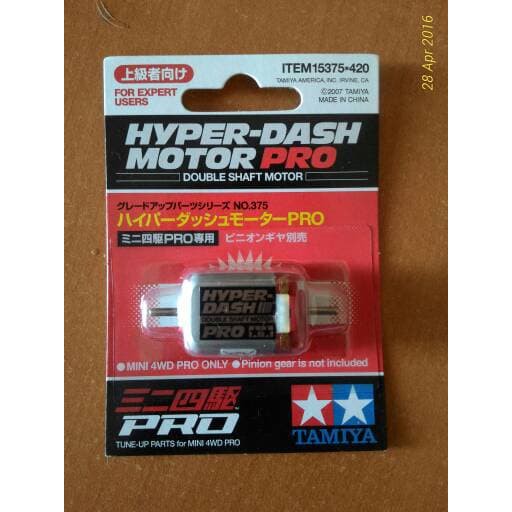 28 Apr 2016
上級者向け
FOR EXPERT
USERS
ITEM15375*420
TAMIYA AMERICA, INC. IRVINE, CA
©2007 TAMIYA
MADE IN CHINA
HYPER-DASH
MOTOR PRO
DOUBLE SHAFT MOTOR
グレードアップパーツシリーズ NO.375
ハイパーダッシュモーターPRO
ミニ四駆PRO専用 ピニオンギヤ別売
HYPER-
DASH
DOUBLE SHAFT MOTOR
PRO
●MINI 4WD PRO ONLY ●Pinion gear is not included
ミニ四駆
PRO
TUNE-UP PARTS for MINI 4WD PRO
TAMIYA